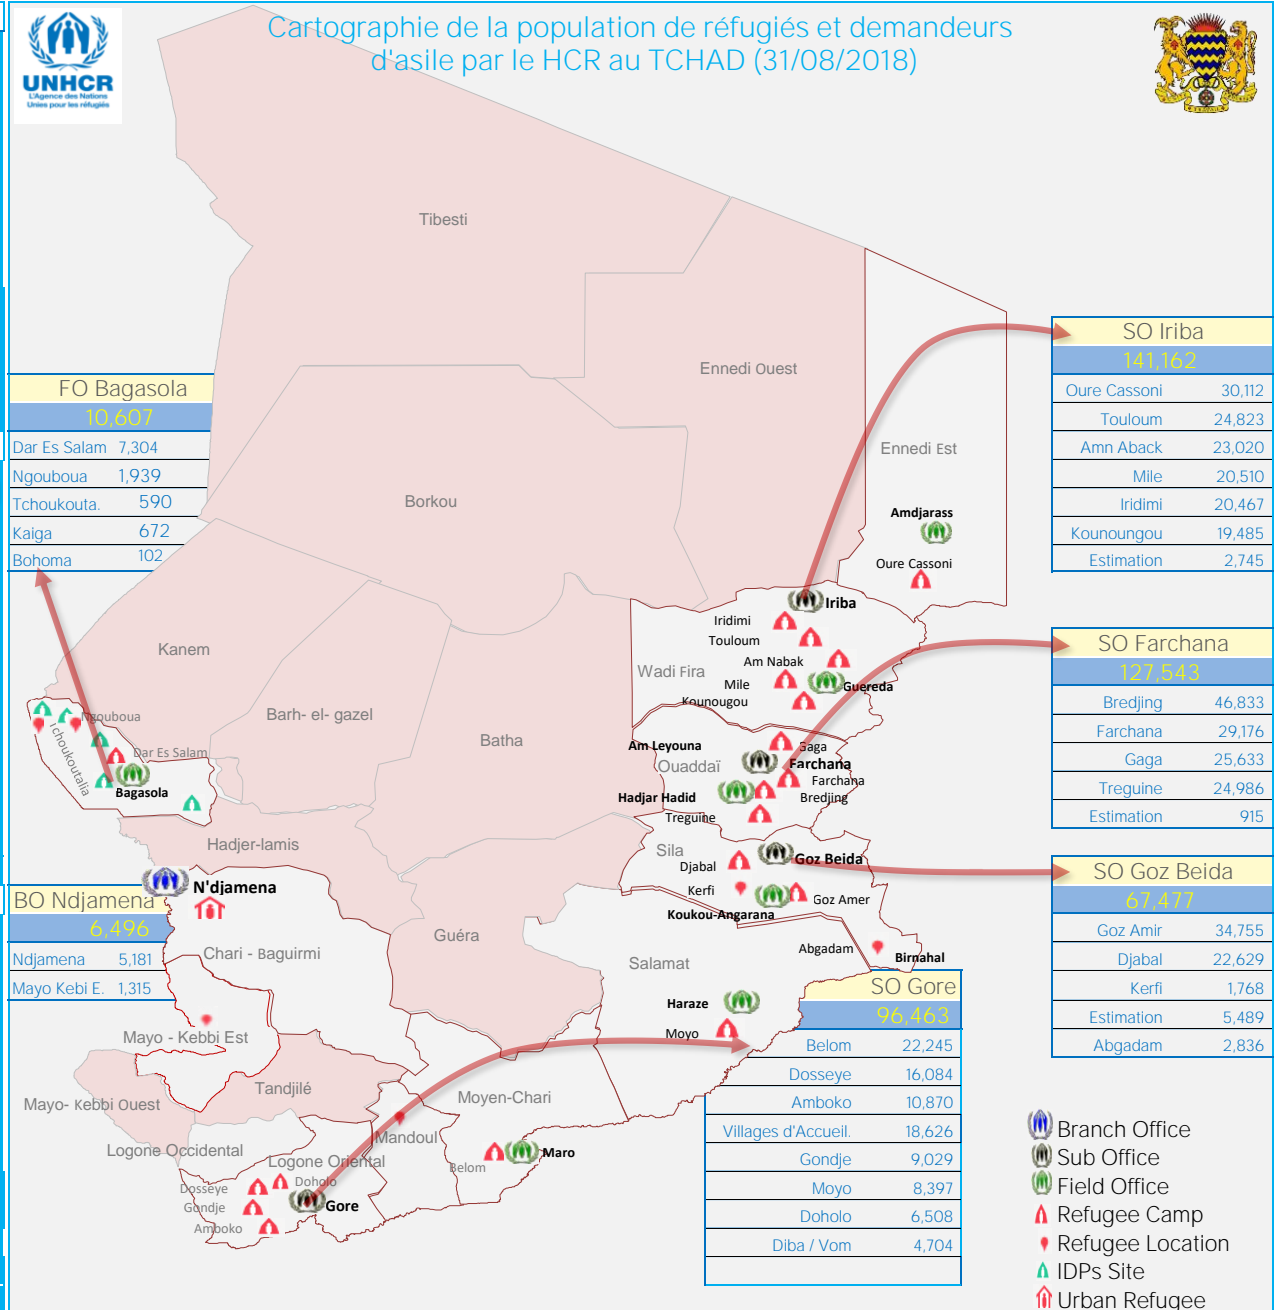 Cartographie de la population de réfugiés et demandeurs
d'asile par le HCR au TCHAD (31/08/2018)
UNHCR
L'Agence des Nations
Unies pour les réfugiés
Tibesti
Ennedi Ouest
Ennedi Est
Borkou
Kanem
Barh- el- gazel
Batha
Wadi Fira
Ouaddaï
Sila
Hadjer-lamis
Chari - Baguirmi
Guéra
Salamat
Mayo - Kebbi Est
Mayo- Kebbi Ouest
Tandjilé
Logone Occidental
Logone Oriental
Mandoul
Moyen-Chari
FO Bagasola
10,607
Dar Es Salam 7,304
Ngouboua 1,939
Tchoukouta. 590
Kaiga 672
Bohoma 102
BO Ndjamena
6,496
Ndjamena 5,181
Mayo Kebi E. 1,315
SO Iriba
141,162
Oure Cassoni 30,112
Touloum 24,823
Amn Aback 23,020
Mile 20,510
Iridimi 20,467
Kounoungou 19,485
Estimation 2,745
SO Farchana
127,543
Bredjing 46,833
Farchana 29,176
Gaga 25,633
Treguine 24,986
Estimation 915
SO Goz Beida
67,477
Goz Amir 34,755
Djabal 22,629
Kerfi 1,768
Estimation 5,489
Abgadam 2,836
SO Gore
96,463
Belom 22,245
Dosseye 16,084
Amboko 10,870
Villages d'Accueil. 18,626
Gondje 9,029
Moyo 8,397
Doholo 6,508
Diba / Vom 4,704
Amdjarass
Oure Cassoni
Iriba
Iridimi
Touloum
Am Nabak
Mile
Guereda
Kounougou
Am Leyouna
Gaga
Farchana
Farchana
Hadjar Hadid
Bredjing
Treguine
Djabal
Goz Beida
Kerfi
Goz Amer
Koukou-Angarana
Abgadam
Birnahal
Haraze
Moyo
Ngouboua
Tchoukoutalia
Dar Es Salam
Bagasola
N'djamena
Belom
Maro
Dosseye
Doholo
Gondje
Gore
Amboko
Branch Office
Sub Office
Field Office
Refugee Camp
Refugee Location
IDPs Site
Urban Refugee